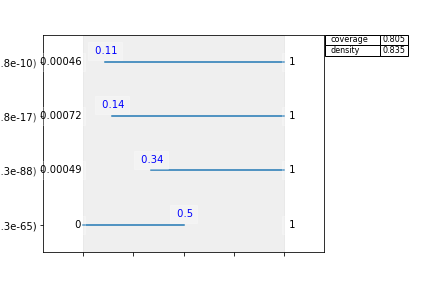 coverage 0.805
density 0.835
0.11
.8e-10) 0.00046 1
0.14
.8e-17) 0.00072 1
0.34
.3e-88) 0.00049 1
0.5
.3e-65) 0 1